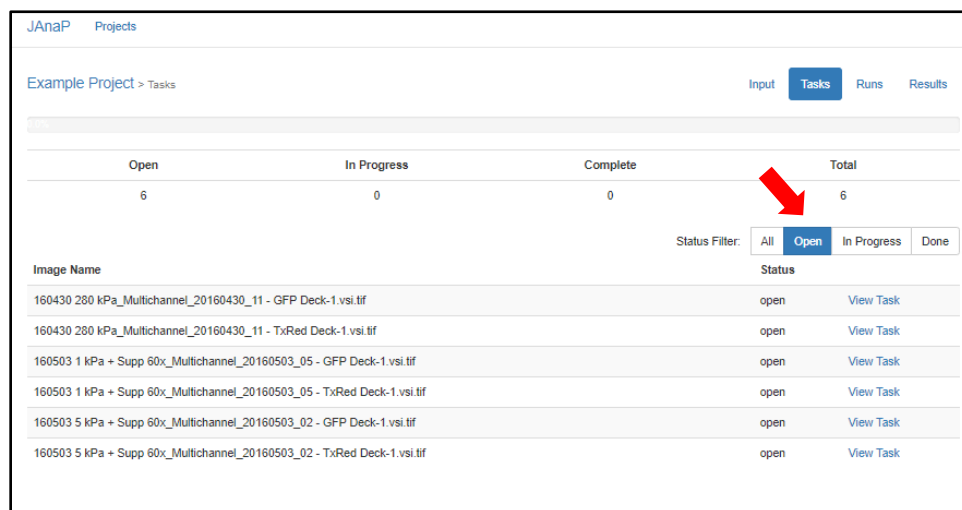 JAnaP Projects
Example Project > Tasks Input Tasks Runs Results
0.0%
Open In Progress Complete Total
6 0 0 6
Status Filter: All Open In Progress Done
Image Name Status
160430 280 kPa_Multichannel_20160430_11 - GFP Deck-1.vsi.tif open View Task
160430 280 kPa_Multichannel_20160430_11 - TxRed Deck-1.vsi.tif open View Task
160503 1 kPa + Supp 60x_Multichannel_20160503_05 - GFP Deck-1.vsi.tif open View Task
160503 1 kPa + Supp 60x_Multichannel_20160503_05 - TxRed Deck-1.vsi.tif open View Task
160503 5 kPa + Supp 60x_Multichannel_20160503_02 - GFP Deck-1.vsi.tif open View Task
160503 5 kPa + Supp 60x_Multichannel_20160503_02 - TxRed Deck-1.vsi.tif open View Task